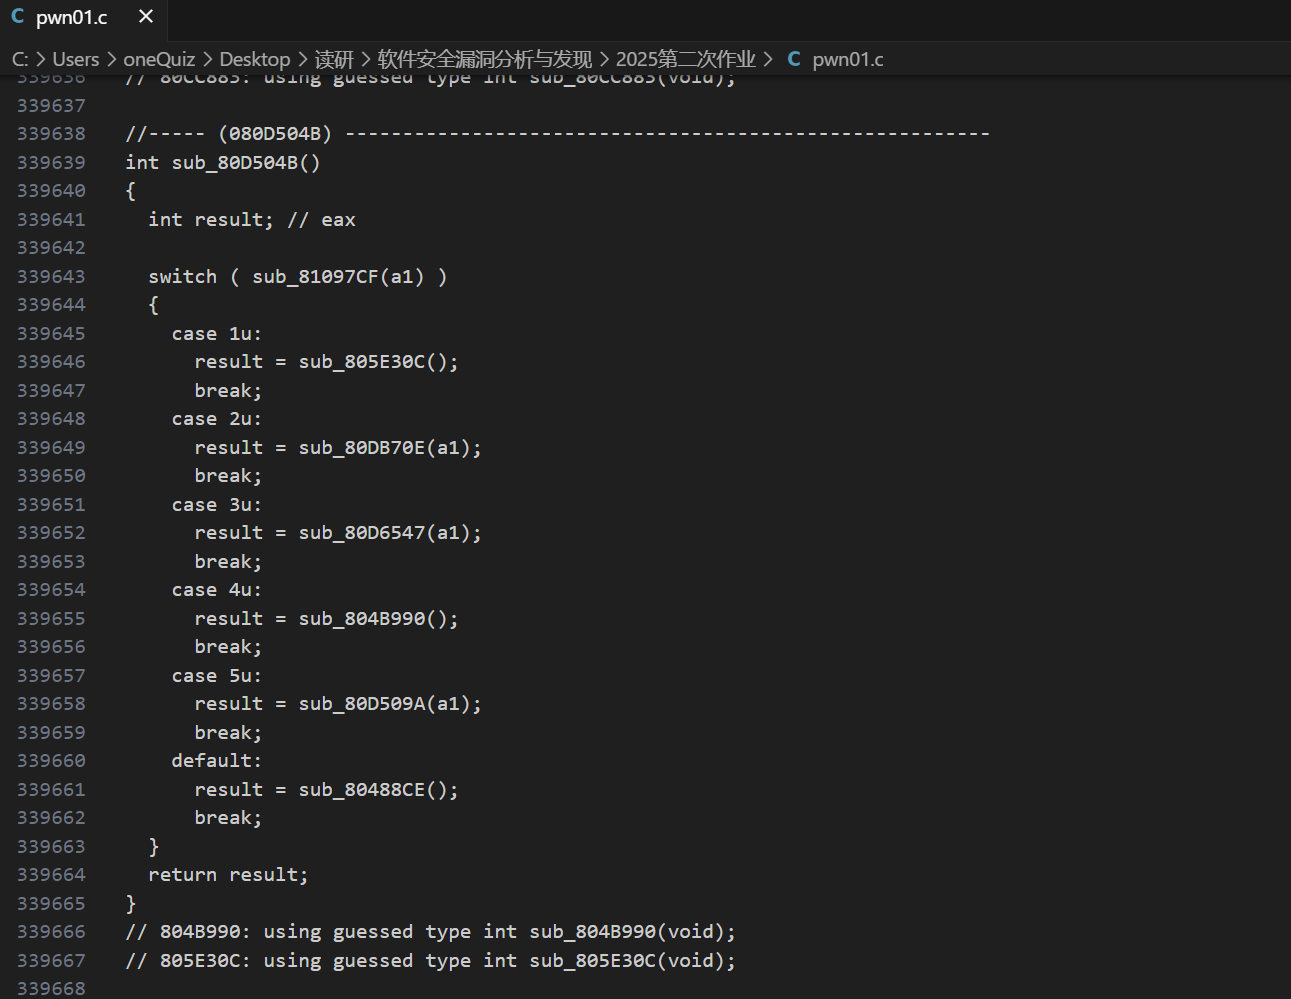 C pwn01.c ×
C: > Users > oneQuiz > Desktop > 读研 > 软件安全漏洞分析与发现 > 2025第二次作业 > C pwn01.c
339636 // 80CC883: using guessed type int sub_80CC883(void);
339637
339638 //----- (080D504B) --------------------------------------------------------
339639 int sub_80D504B()
339640 {
339641   int result; // eax
339642
339643   switch ( sub_81097CF(a1) )
339644   {
339645     case 1u:
339646       result = sub_805E30C();
339647       break;
339648     case 2u:
339649       result = sub_80DB70E(a1);
339650       break;
339651     case 3u:
339652       result = sub_80D6547(a1);
339653       break;
339654     case 4u:
339655       result = sub_804B990();
339656       break;
339657     case 5u:
339658       result = sub_80D509A(a1);
339659       break;
339660     default:
339661       result = sub_80488CE();
339662       break;
339663   }
339664   return result;
339665 }
339666 // 804B990: using guessed type int sub_804B990(void);
339667 // 805E30C: using guessed type int sub_805E30C(void);
339668